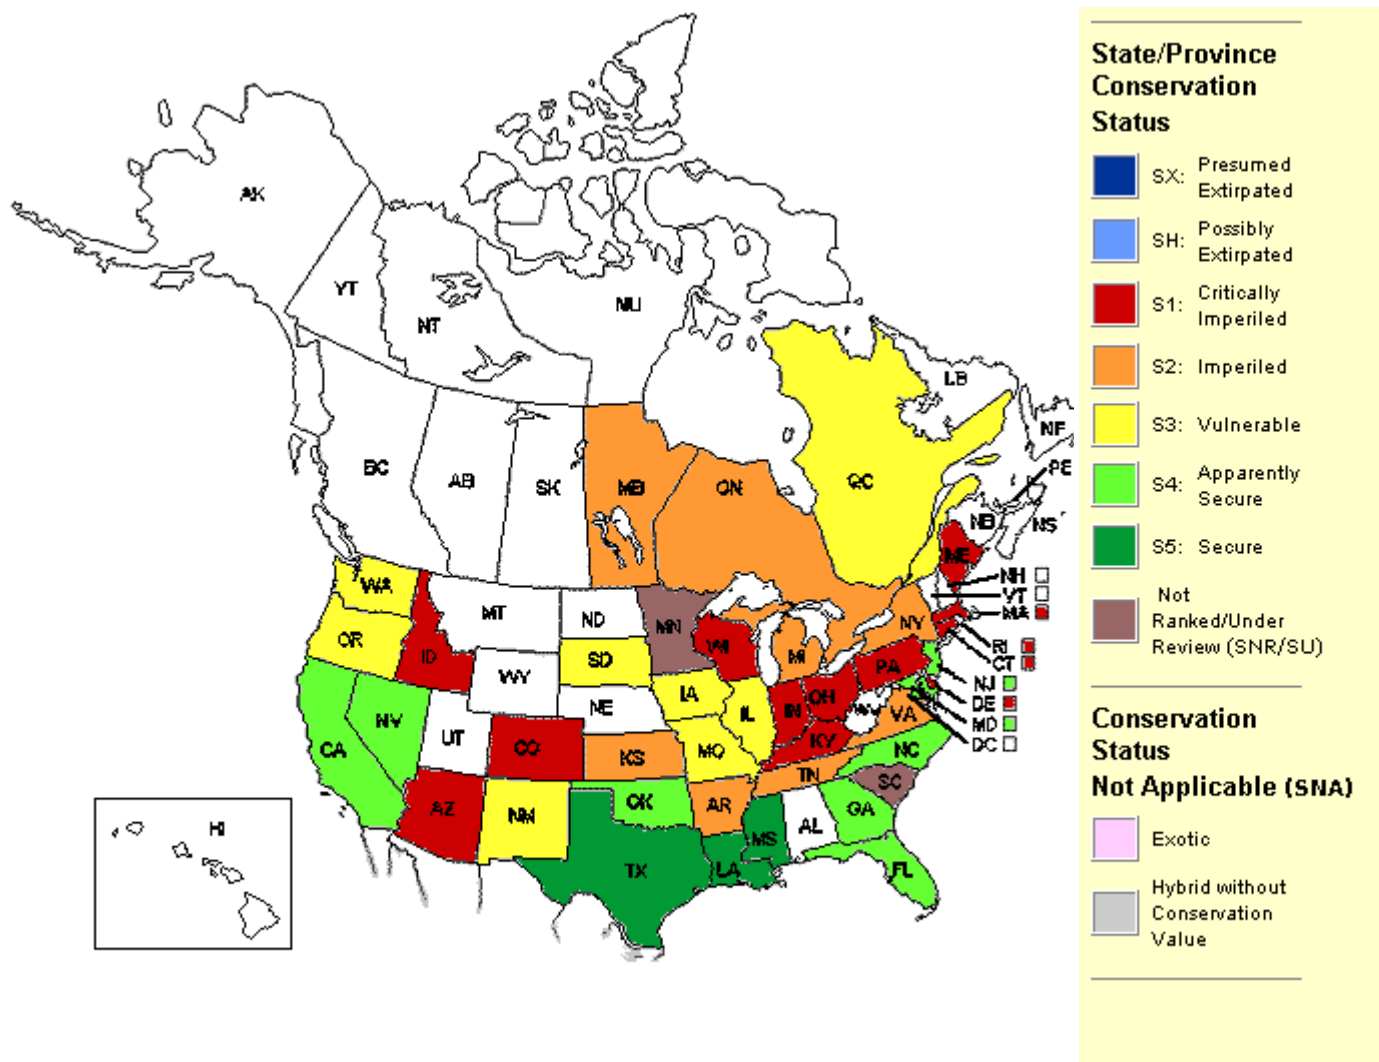 AK
YT
NT
NU
BC
AB
SK
MB
ON
QC
LB
NF
PE
NB
NS
ME
NH
VT
MA
RI
CT
NJ
DE
MD
DC
WA
OR
CA
NV
ID
MT
WY
UT
AZ
CO
NM
ND
SD
NE
KS
OK
TX
MN
IA
MO
AR
LA
WI
IL
MS
MI
IN
OH
KY
TN
AL
GA
FL
SC
NC
VA
WV
PA
NY
HI
State/Province
Conservation
Status
SX: Presumed
Extirpated
SH: Possibly
Extirpated
S1: Critically
Imperiled
S2: Imperiled
S3: Vulnerable
S4: Apparently
Secure
S5: Secure
Not
Ranked/Under
Review (SNR/SU)
Conservation
Status
Not Applicable (SNA)
Exotic
Hybrid without
Conservation
Value